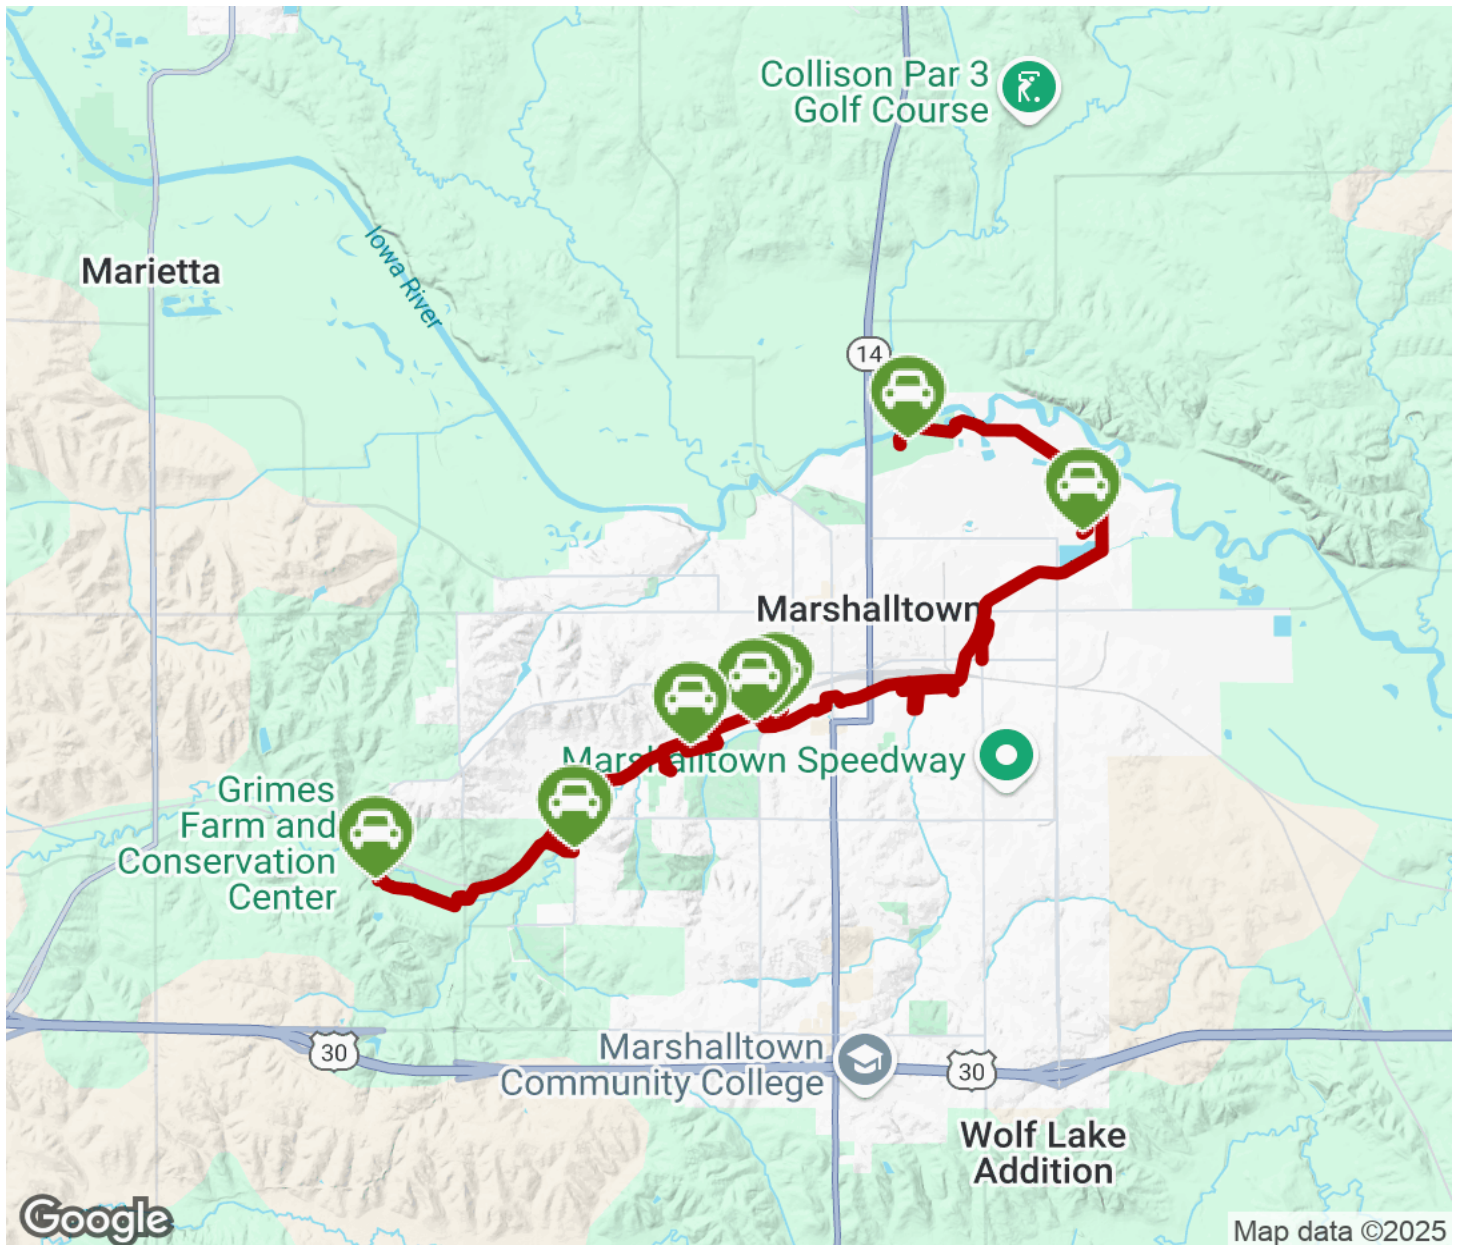 Collison Par 3
Golf Course
Iowa River
Marietta
14
Marshalltown
Marshalltown Speedway
Grimes
Farm and
Conservation
Center
30
Marshalltown
Community College
30
Wolf Lake
Addition
Google
Map data ©2025